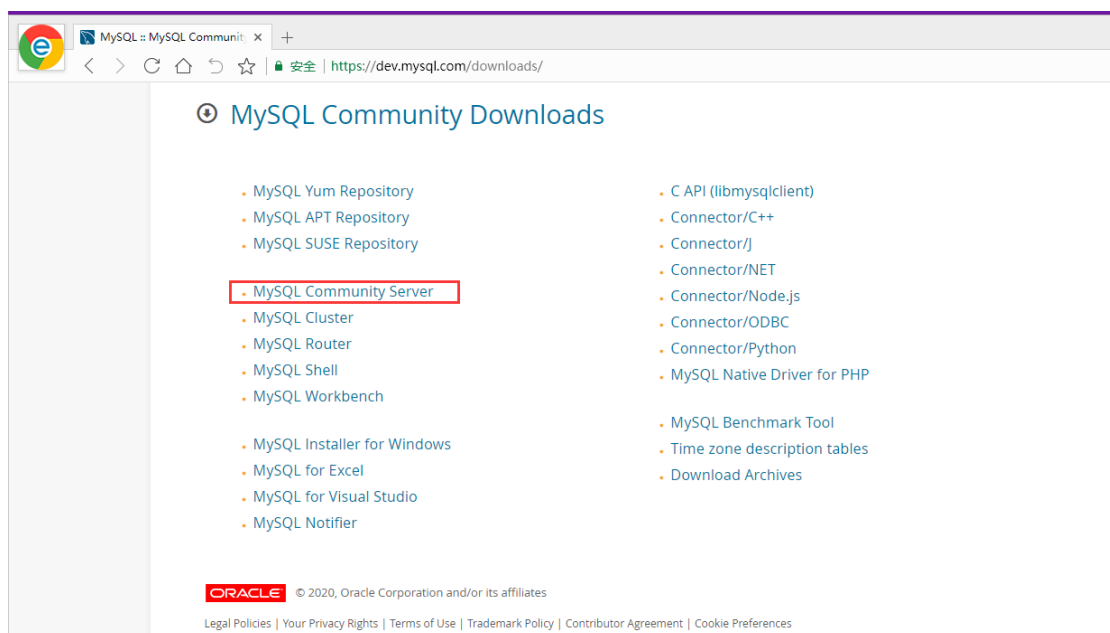 MySQL :: MySQL Communit
安全 | https://dev.mysql.com/downloads/
MySQL Community Downloads
MySQL Yum Repository
MySQL APT Repository
MySQL SUSE Repository
MySQL Community Server
MySQL Cluster
MySQL Router
MySQL Shell
MySQL Workbench
MySQL Installer for Windows
MySQL for Excel
MySQL for Visual Studio
MySQL Notifier
C API (libmysqlclient)
Connector/C++
Connector/J
Connector/NET
Connector/Node.js
Connector/ODBC
Connector/Python
MySQL Native Driver for PHP
MySQL Benchmark Tool
Time zone description tables
Download Archives
ORACLE © 2020, Oracle Corporation and/or its affiliates
Legal Policies | Your Privacy Rights | Terms of Use | Trademark Policy | Contributor Agreement | Cookie Preferences